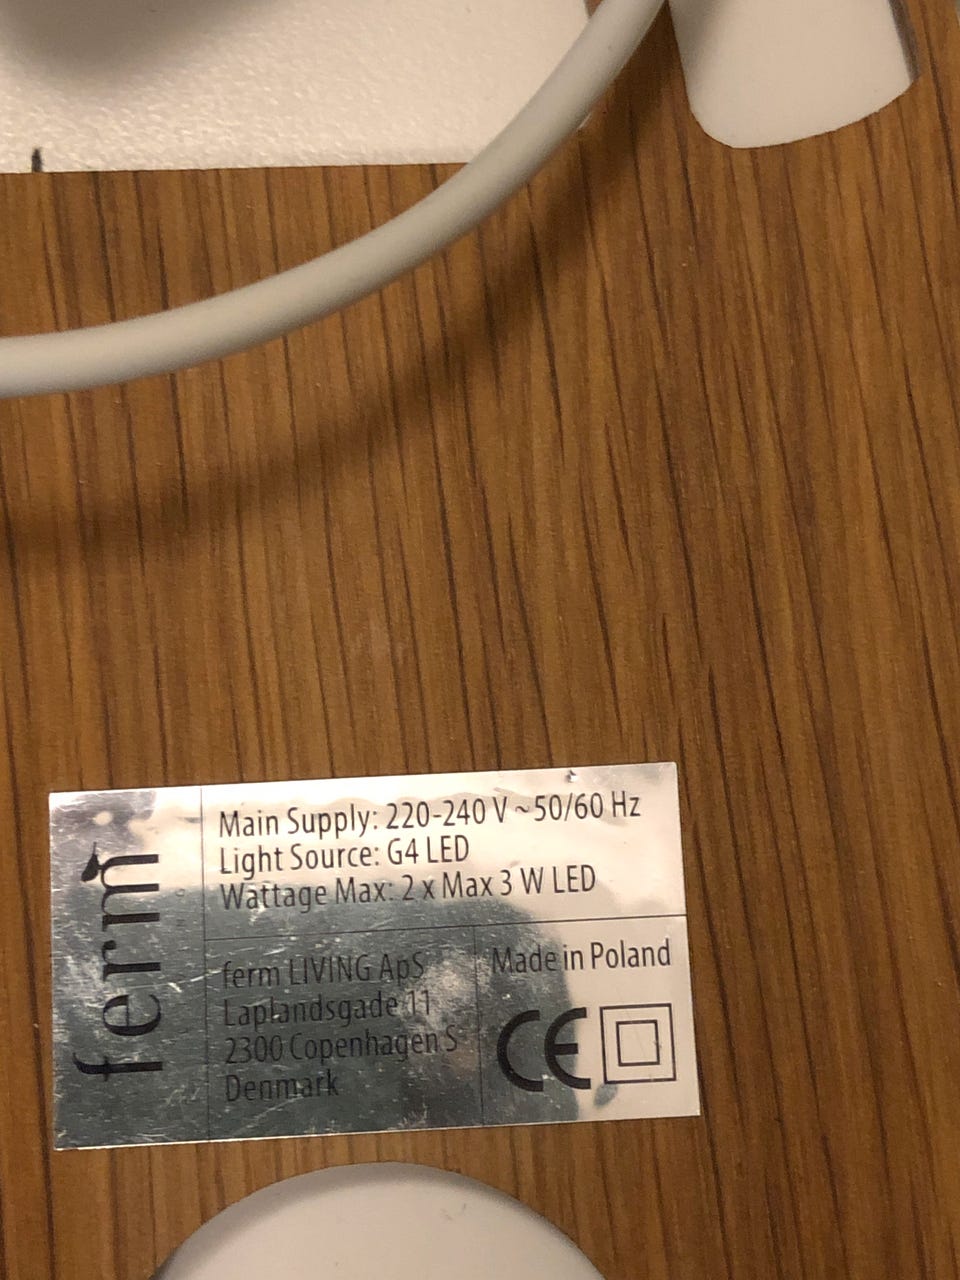 ferm
Main Supply: 220-240 V ~50/60 Hz
Light Source: G4 LED
Wattage Max: 2 x Max 3 W LED
ferm LIVING ApS
Laplandsgade 11
2300 Copenhagen S
Denmark
Made in Poland
CE